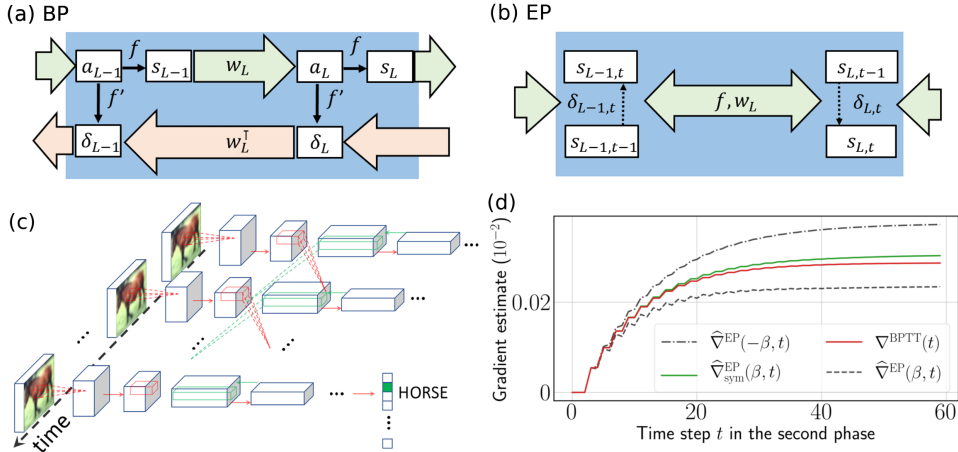 (a) BP
a_{L-1}
f
s_{L-1}
w_L
a_L
f
s_L
f'
f'
δ_{L-1}
w_L^⊺
δ_L
(b) EP
s_{L-1,t}
s_{L,t-1}
δ_{L-1,t}
f, w_L
δ_{L,t}
s_{L-1,t-1}
s_{L,t}
(c)
...
...
...
...
...
...
HORSE
time
(d)
Gradient estimate (10^{-2})
0.02
0
0
20
40
60
Time step t in the second phase
∇̂^{EP}(-β, t)
∇^{BPTT}(t)
∇̂^{EP}_{sym}(β, t)
∇̂^{EP}(β, t)